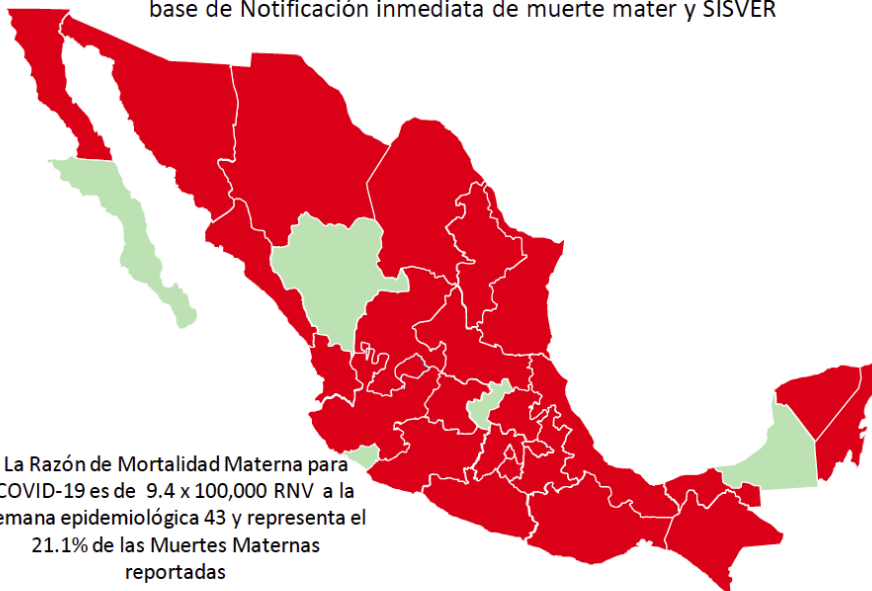 base de Notificación inmediata de muerte mater y SISVER
La Razón de Mortalidad Materna para
COVID-19 es de 9.4 x 100,000 RNV a la
emana epidemiológica 43 y representa el
21.1% de las Muertes Maternas
reportadas